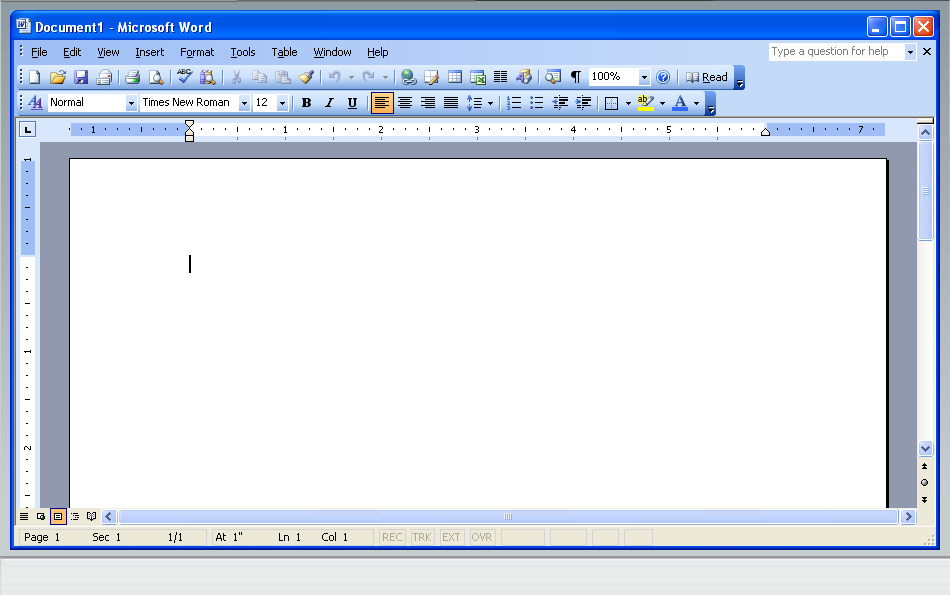 Document1 - Microsoft Word
File Edit View Insert Format Tools Table Window Help Type a question for help
ABC ¶ 100% Read
Normal Times New Roman 12 B I U ab A
L 1 1 2 3 4 5 7
1
1
2
Page 1 Sec 1 1/1 At 1" Ln 1 Col 1 REC TRK EXT OVR